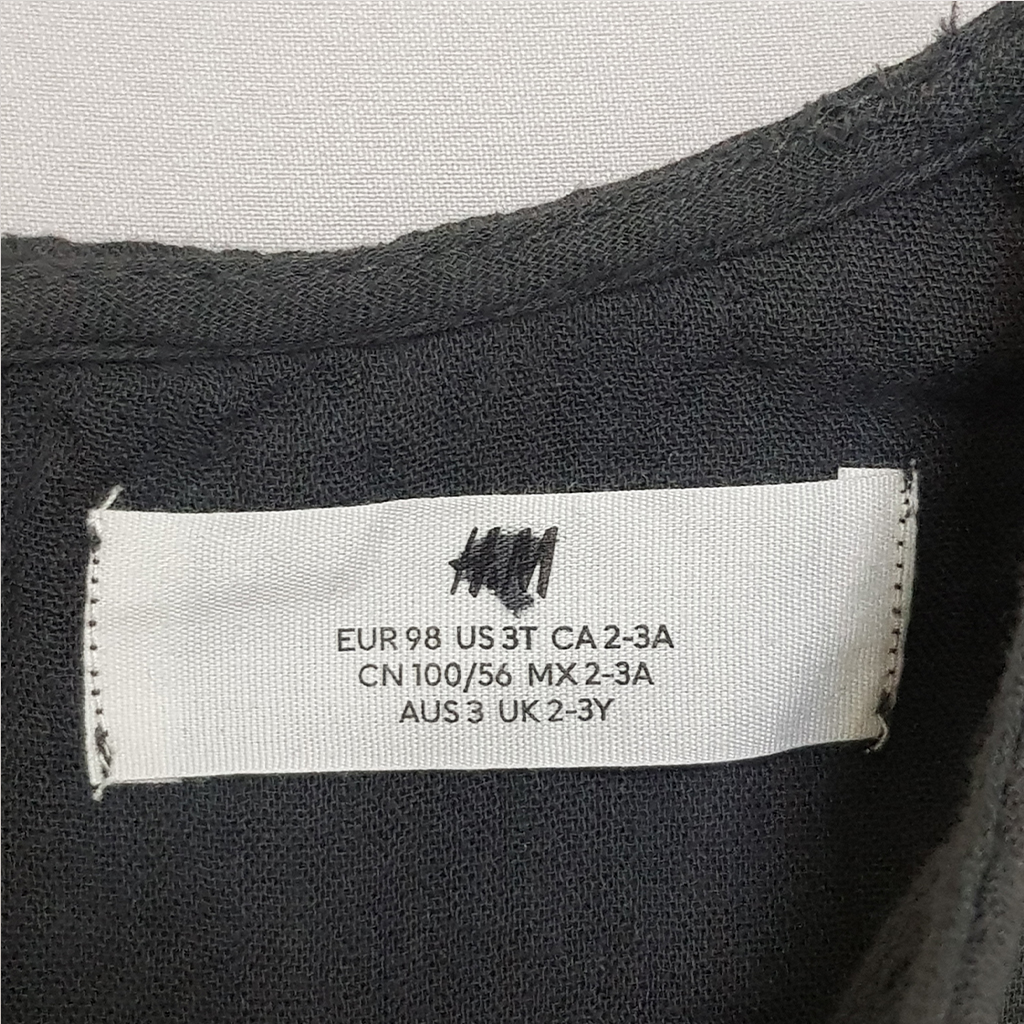 EUR 98 US 3T CA 2-3A
CN 100/56 MX 2-3A
AUS 3 UK 2-3Y